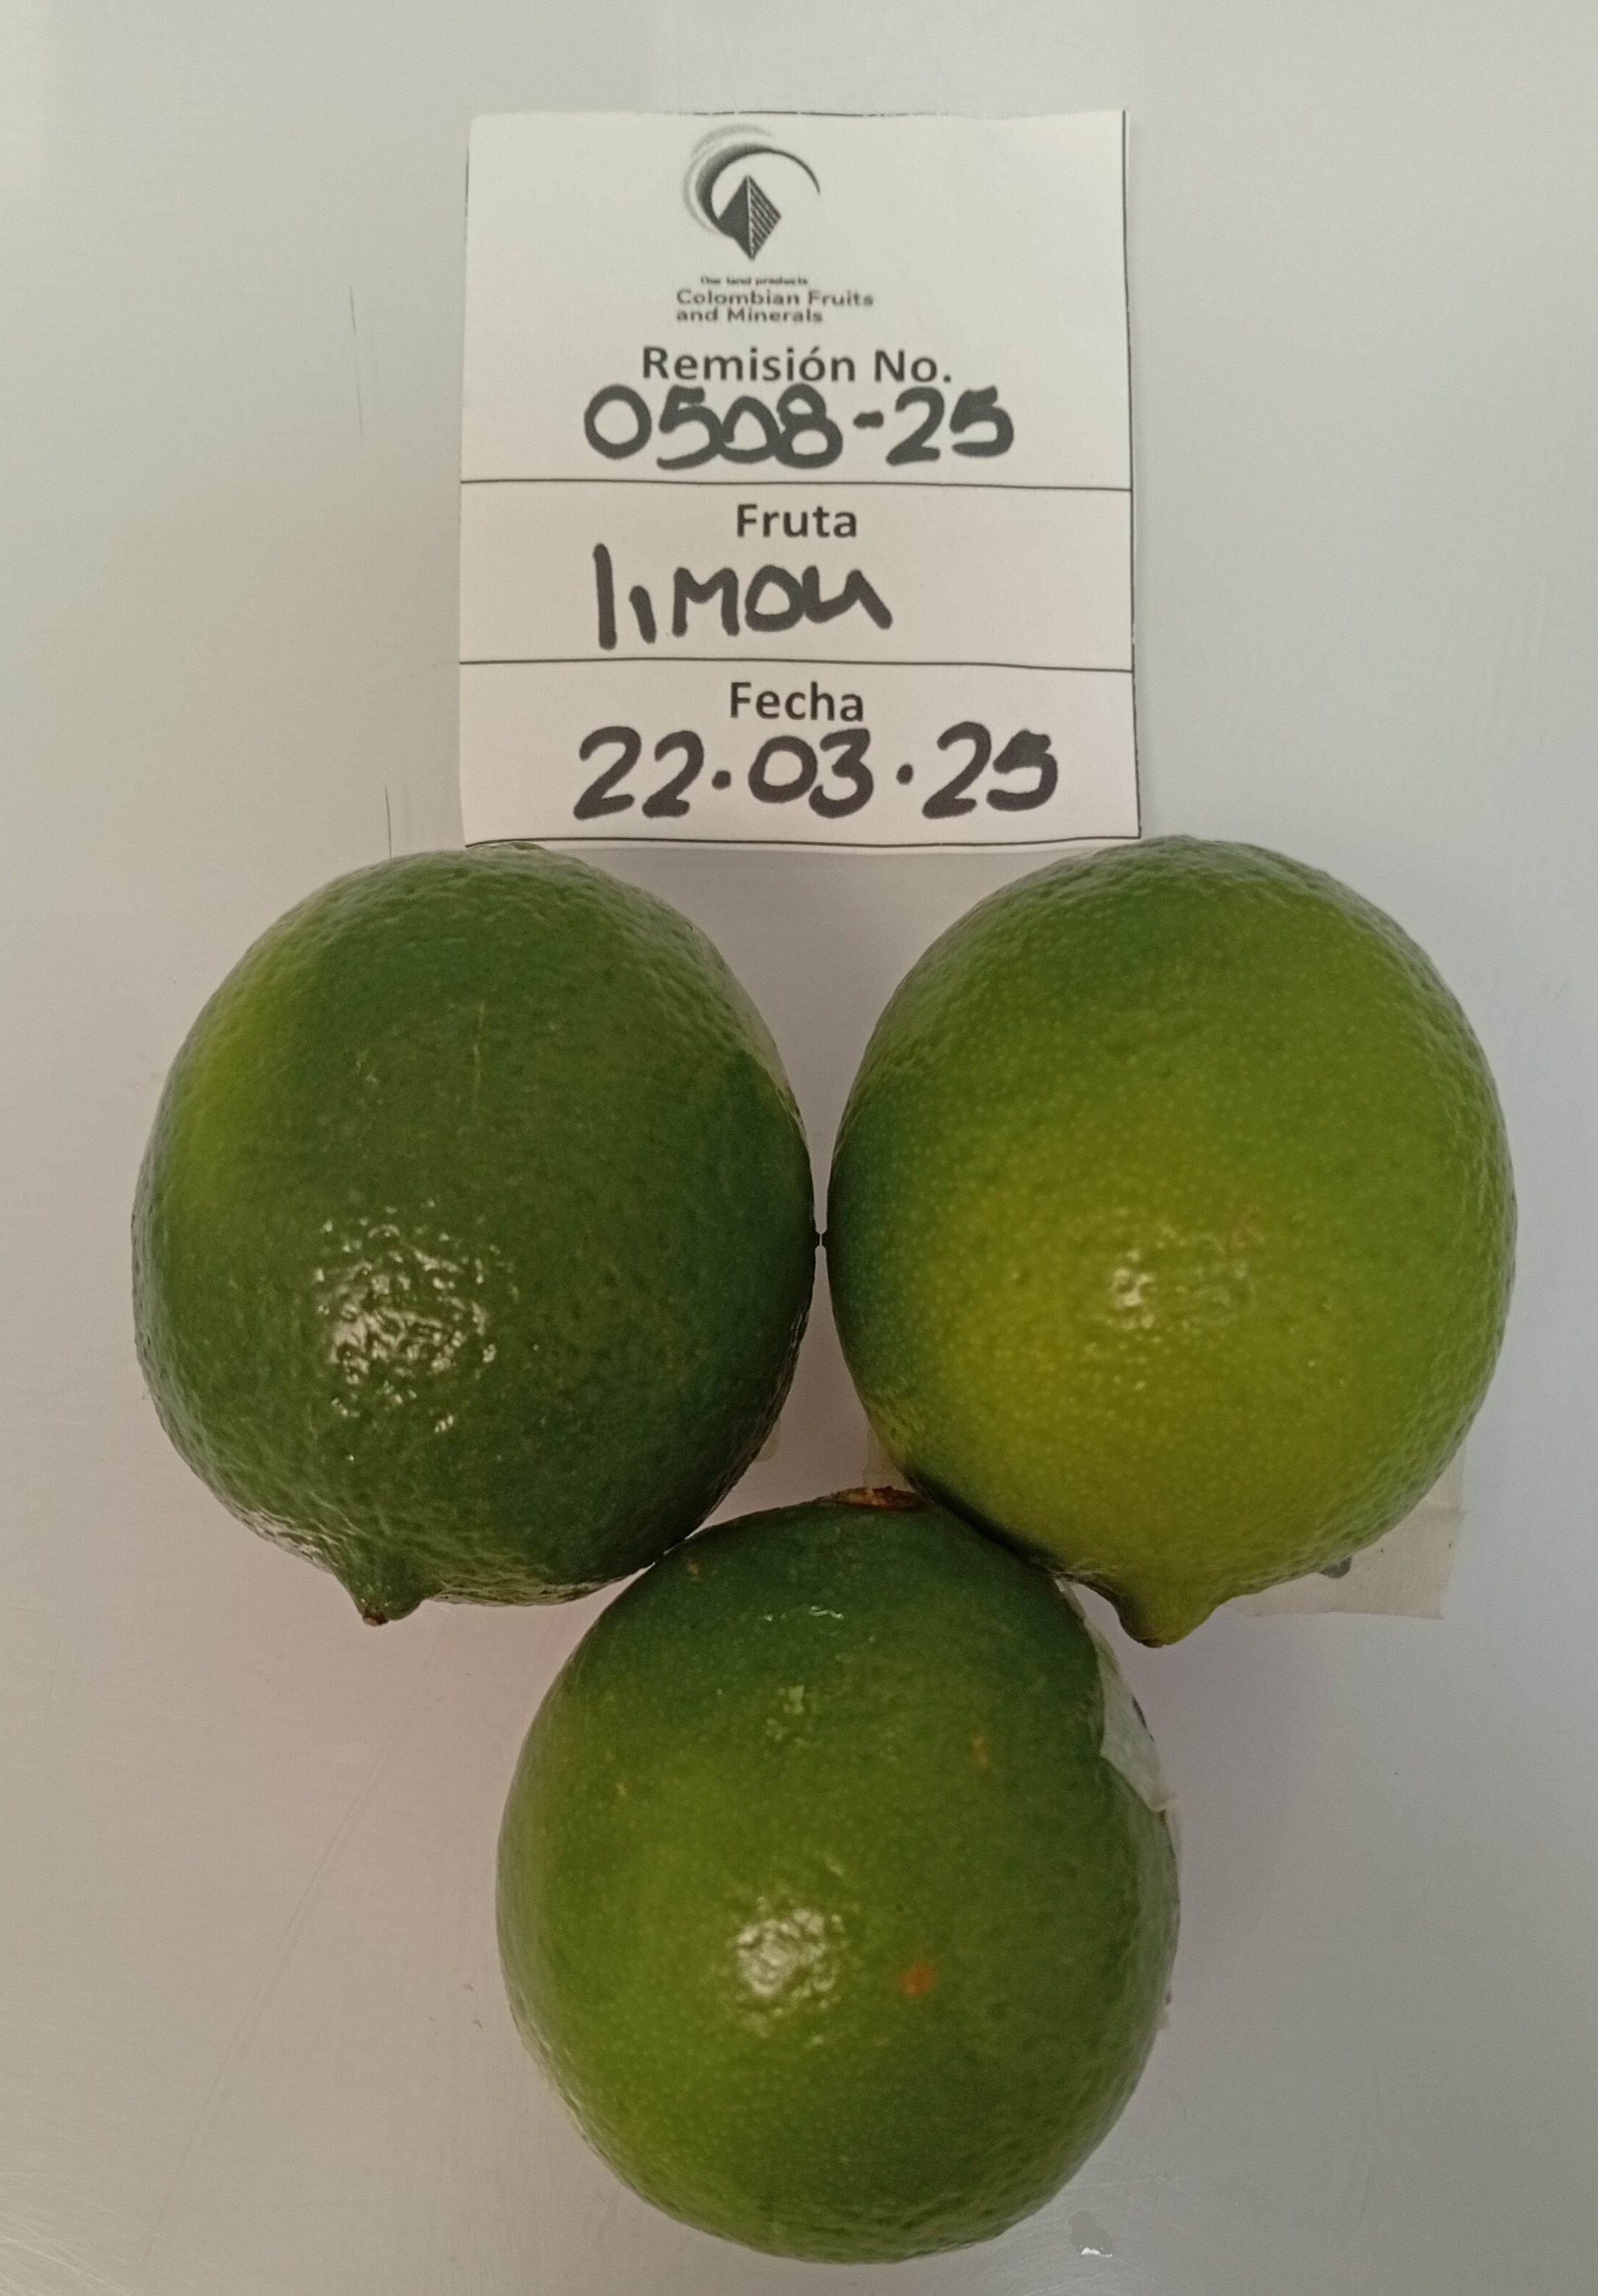 Our land products
Colombian Fruits
and Minerals
Remisión No.
0508-25
Fruta
limon
Fecha
22.03.25